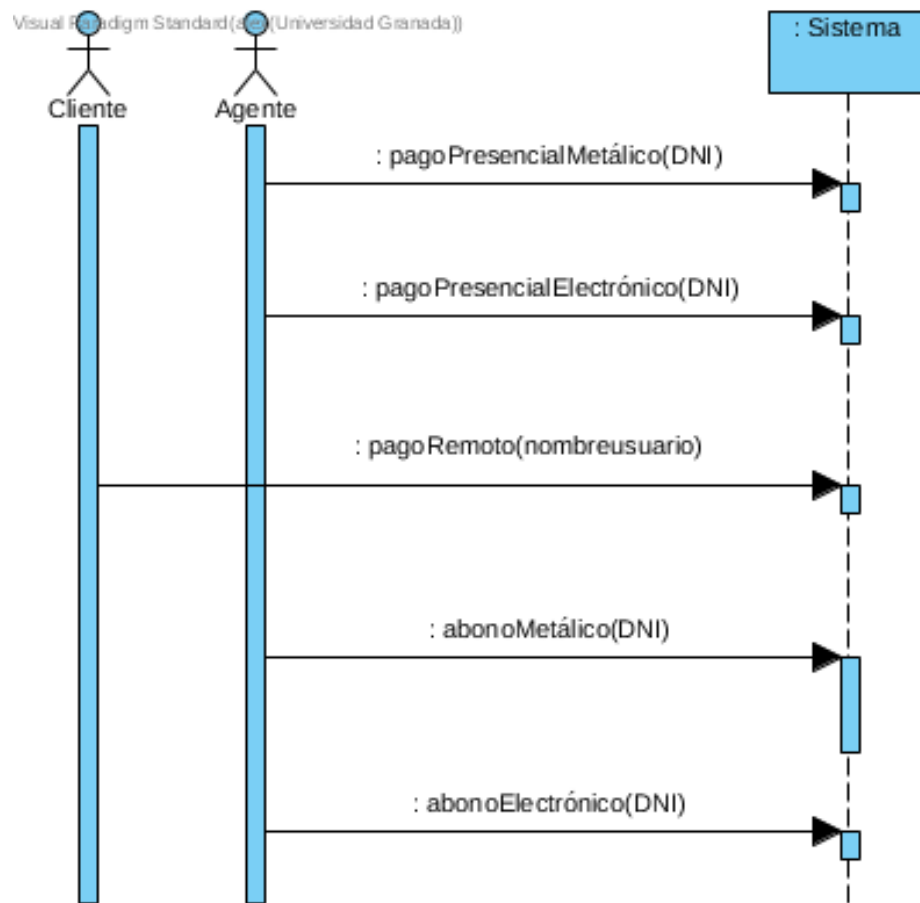 Visual Paradigm Standard(a(Universidad Granada))
: Sistema
Cliente
Agente
: pagoPresencialMetálico(DNI)
: pagoPresencialElectrónico(DNI)
: pagoRemoto(nombreusuario)
: abonoMetálico(DNI)
: abonoElectrónico(DNI)